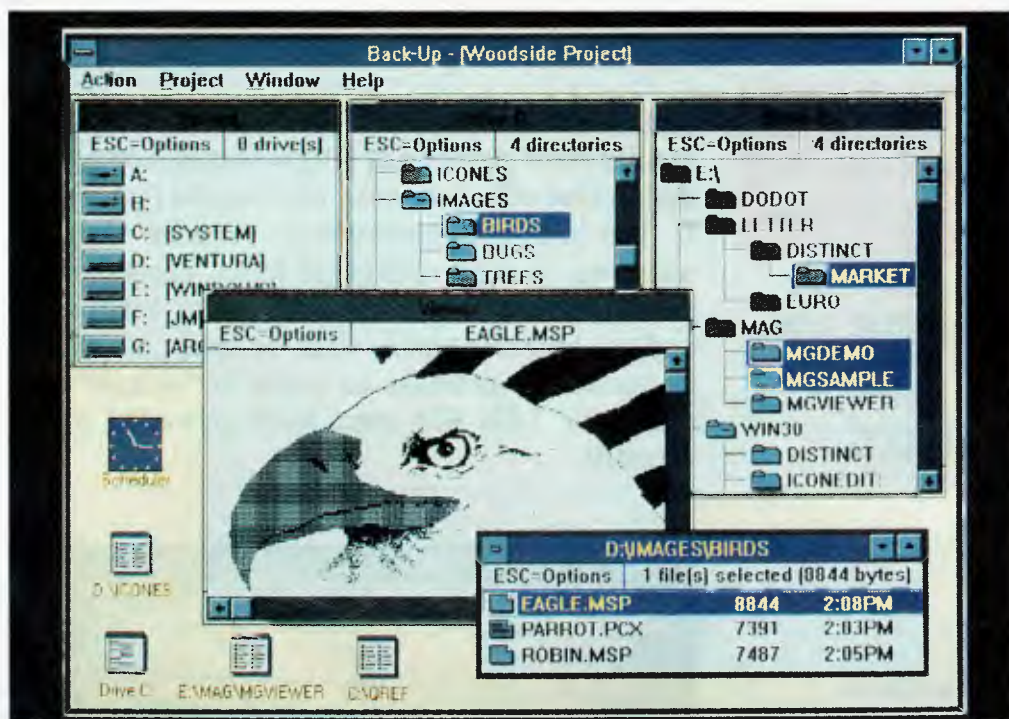 Back-Up - [Woodside Project]
Action Project Window Help
ESC=Options 8 drive(s)
A:
B:
C: [SYSTEM]
D: [VENTURA]
E:
F:
G:
ESC=Options 4 directories
ICONES
IMAGES
BIRDS
BUGS
TREES
ESC=Options 4 directories
E:\
DODOT
LETTER
DISTINCT
MARKET
EURO
MAG
MGDEMO
MGSAMPLE
MGVIEWER
WIN30
DISTINCT
ICONEDIT
ESC=Options EAGLE.MSP
Scheduler
D:\ICONES
Drive C:
E:\MAG\MGVIEWER
C:\QREF
D:\IMAGES\BIRDS
ESC=Options 1 file(s) selected (8844 bytes)
EAGLE.MSP 8844 2:08PM
PARROT.PCX 7391 2:03PM
ROBIN.MSP 7487 2:05PM